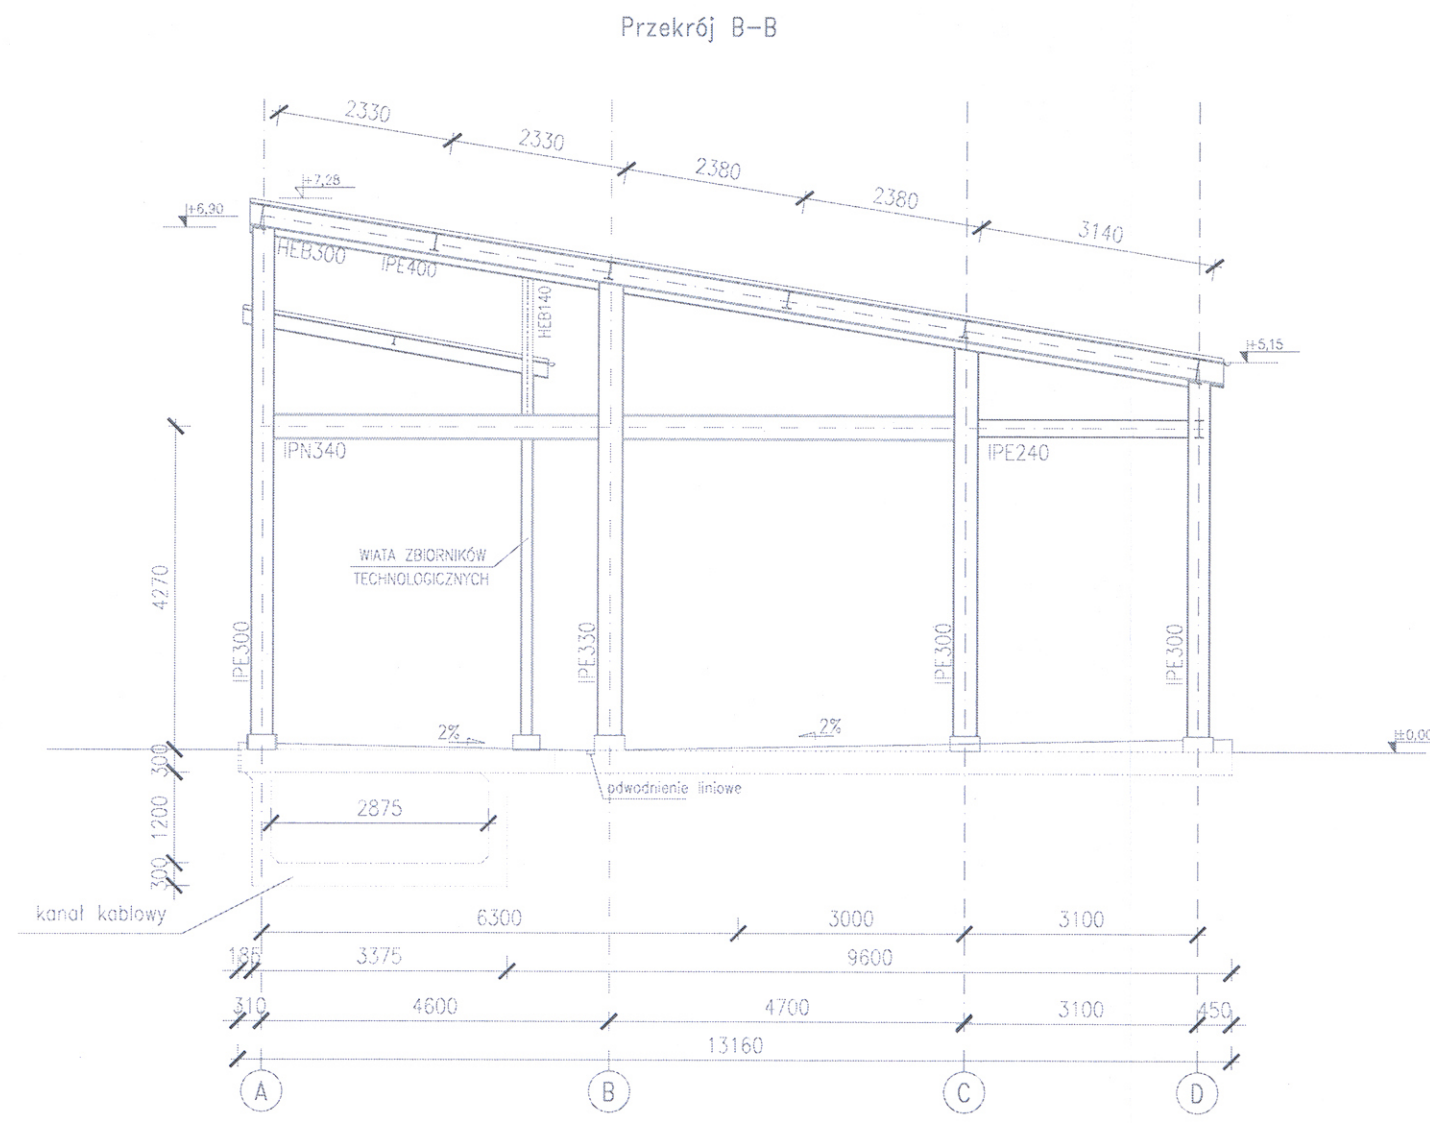 Przekrój B-B
2330
2330
2380
2380
3140
+7,28
+6,90
HEB300
IPE400
HEB140
+5,15
IPN340
IPE240
WIATA ZBIORNIKÓW
TECHNOLOGICZNYCH
4270
IPE300
IPE330
IPE300
IPE300
2%
2%
±0,00
300
odwodnienie liniowe
1200
2875
300
kanał kablowy
6300
3000
3100
185
3375
9600
310
4600
4700
3100
450
13160
A
B
C
D